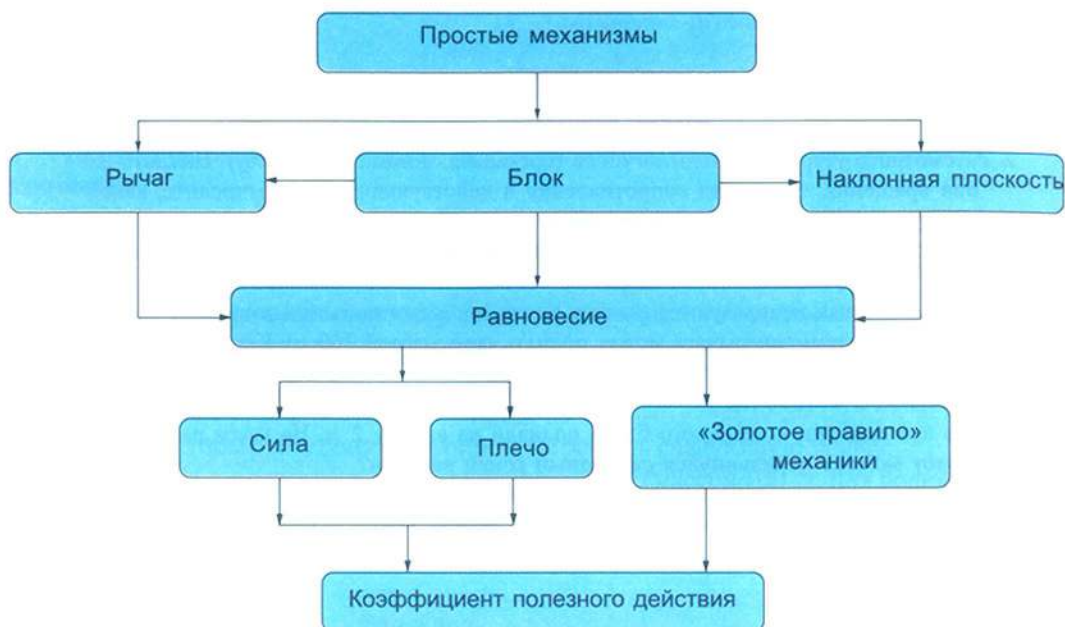 Простые механизмы
Рычаг
Блок
Наклонная плоскость
Равновесие
Сила
Плечо
«Золотое правило»
механики
Коэффициент полезного действия